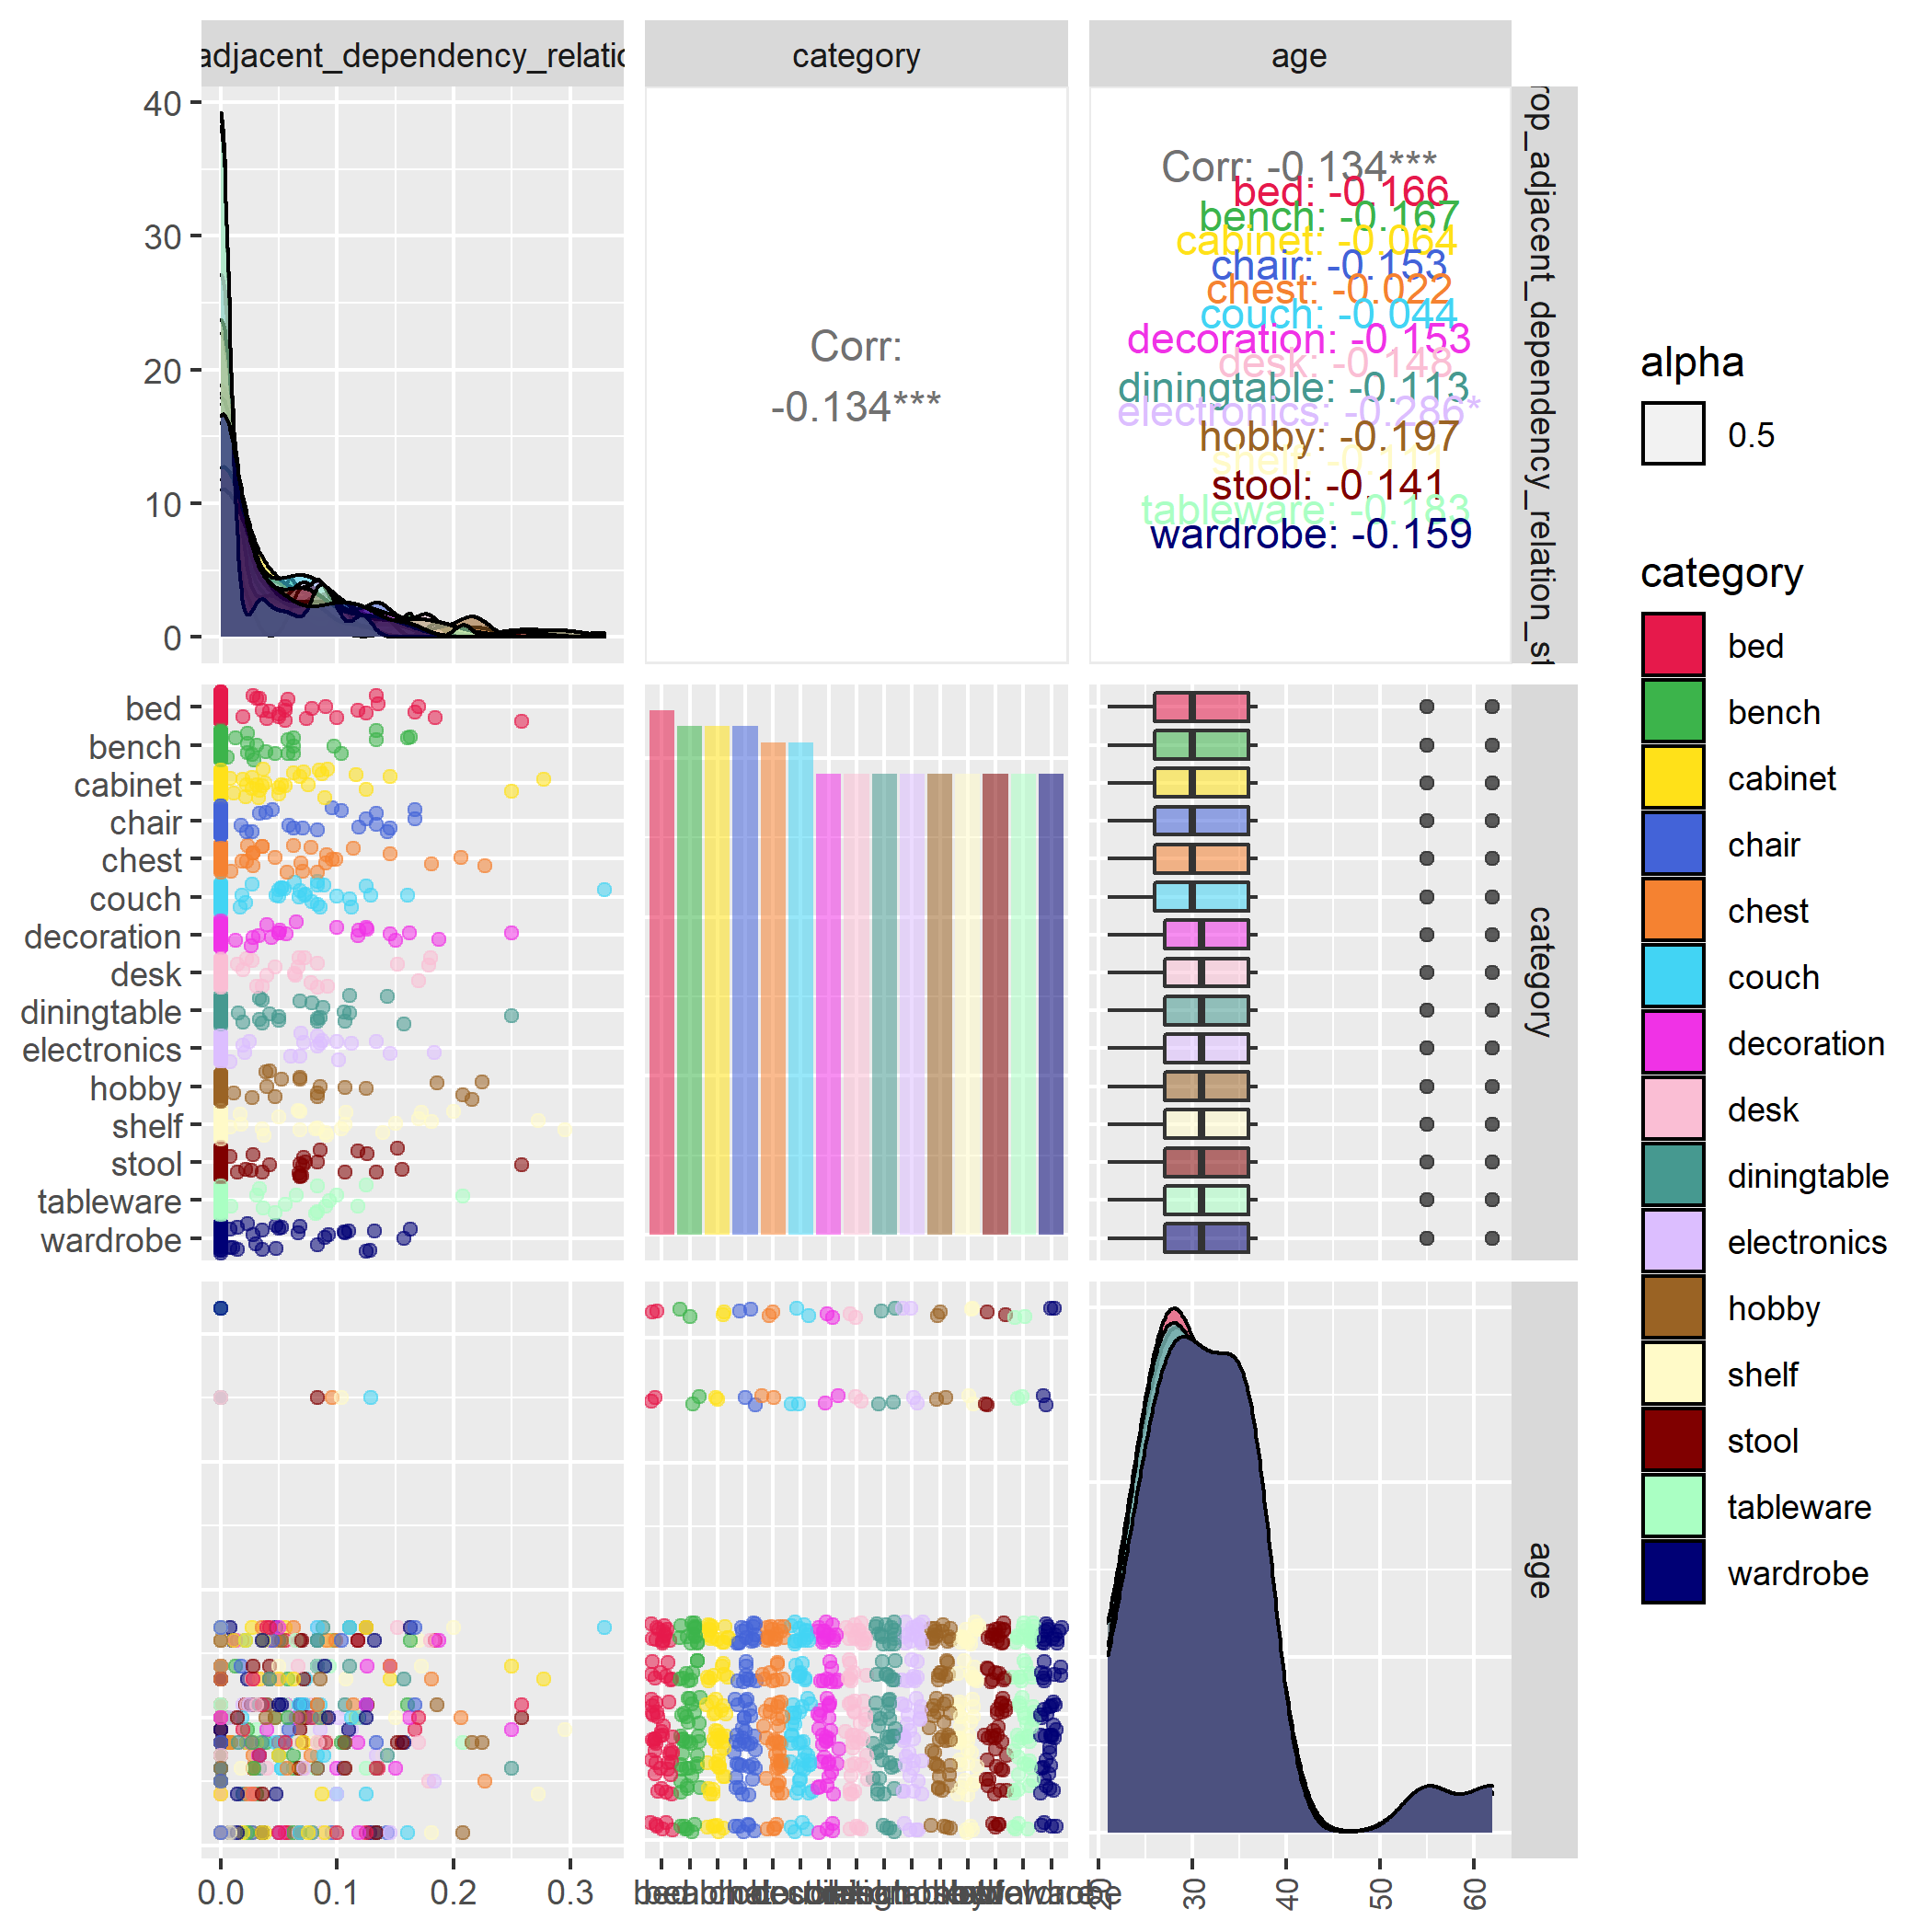 adjacent_dependency_relatio
category
age
40
30
20
10
0
Corr:
-0.134***
Corr: -0.134***
bed: -0.166
bench: -0.167
cabinet: -0.064
chair: -0.153
chest: -0.022
couch: -0.044
decoration: -0.153
desk: -0.148
diningtable: -0.113
electronics: -0.286*
hobby: -0.197
shelf: -0.111
stool: -0.141
tableware: -0.183
wardrobe: -0.159
rop_adjacent_dependency_relation_st
bed
bench
cabinet
chair
chest
couch
decoration
desk
diningtable
electronics
hobby
shelf
stool
tableware
wardrobe
category
age
0.0 0.1 0.2 0.3
20 30 40 50 60
alpha
0.5
category
bed
bench
cabinet
chair
chest
couch
decoration
desk
diningtable
electronics
hobby
shelf
stool
tableware
wardrobe